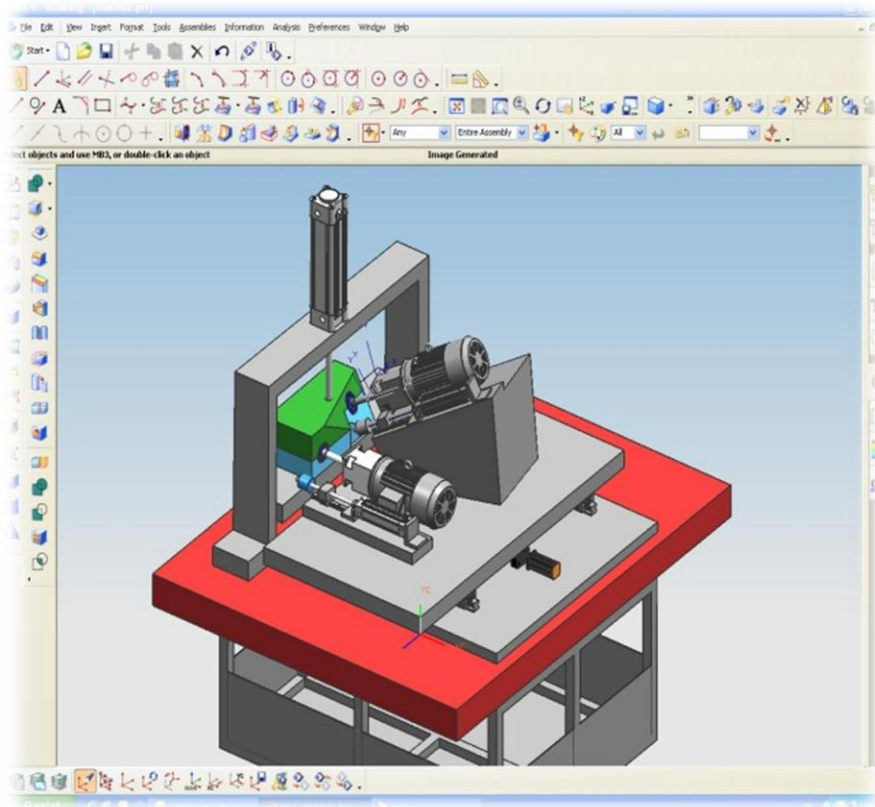 File Edit View Insert Format Tools Assemblies Information Analysis Preferences Window Help
Start
A
Any Entire Assembly All
ect objects and use MB3, or double-click an object Image Generated
YC